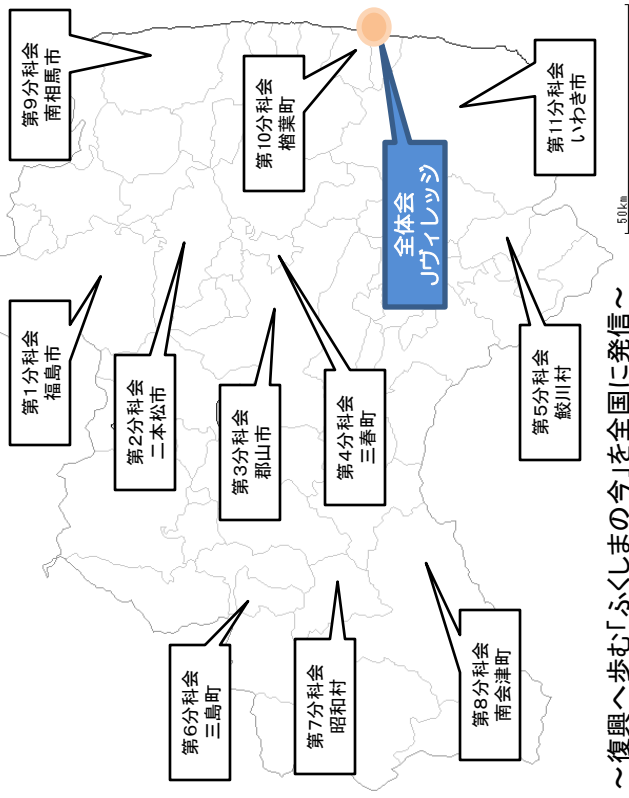 第1分科会
福島市
第2分科会
二本松市
第3分科会
郡山市
第4分科会
三春町
第5分科会
鮫川村
第6分科会
三島町
第7分科会
昭和村
第8分科会
南会津町
第9分科会
南相馬市
第10分科会
楢葉町
第11分科会
いわき市
全体会
Jヴィレッジ
50km
～復興へ歩む「ふくしまの今」を全国に発信～